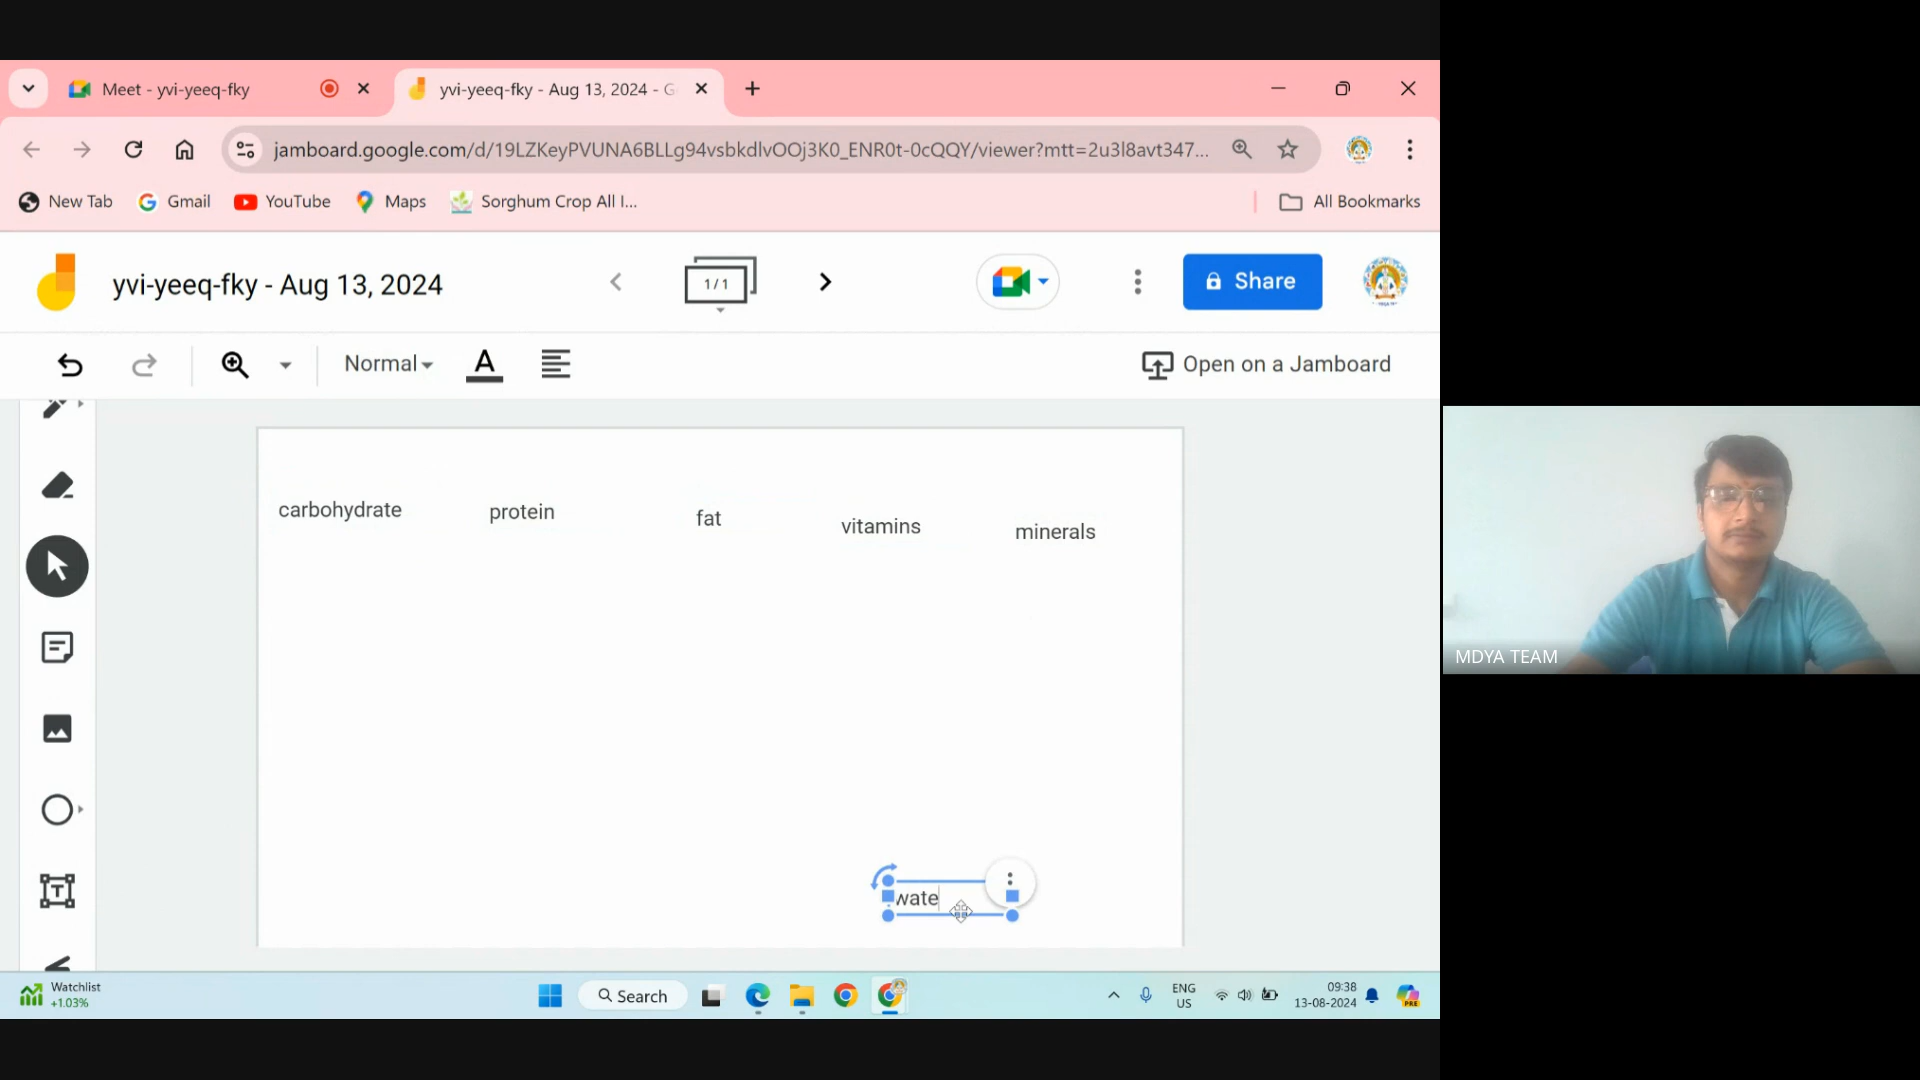 Meet - yvi-yeeq-fky
yvi-yeeq-fky - Aug 13, 2024 - G
jamboard.google.com/d/19LZKeyPVUNA6BLLg94vsbkdlvOOj3K0_ENR0t-0cQQY/viewer?mtt=2u3l8avt347...
New Tab Gmail YouTube Maps Sorghum Crop All I... All Bookmarks
yvi-yeeq-fky - Aug 13, 2024 1/1 Share
Normal A Open on a Jamboard
carbohydrate protein fat vitamins minerals
wate
MDYA TEAM
Watchlist
+1.03%
Search
ENG
US
09:38
13-08-2024
PRE